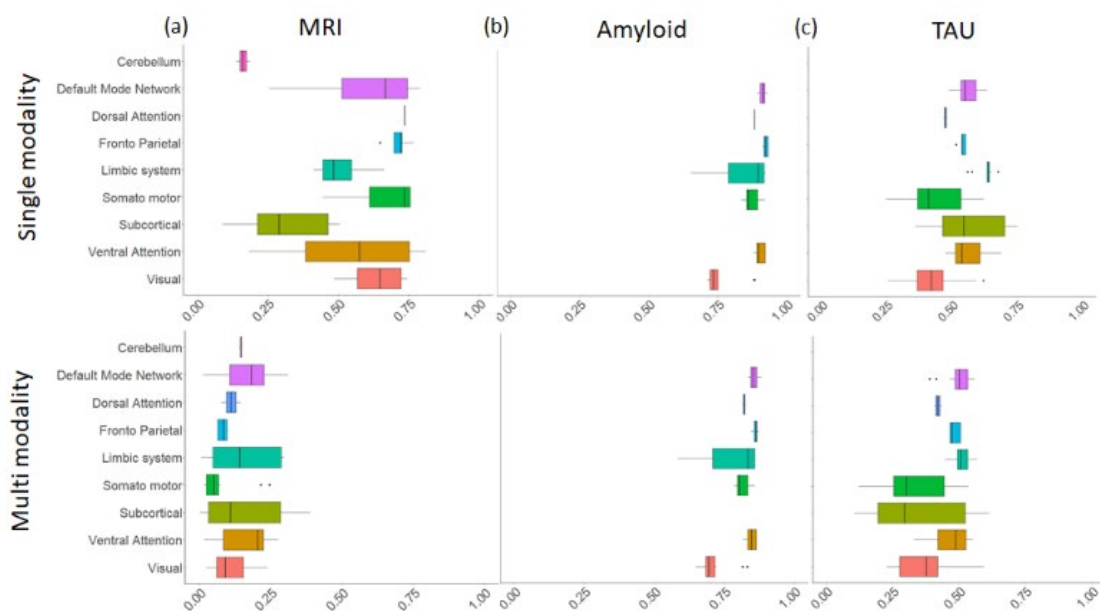 (a) MRI (b) Amyloid (c) TAU
Single modality
Cerebellum
Default Mode Network
Dorsal Attention
Fronto Parietal
Limbic system
Somato motor
Subcortical
Ventral Attention
Visual
0.00 0.25 0.50 0.75 1.00 0.00 0.25 0.50 0.75 1.00 0.00 0.25 0.50 0.75 1.00
Multi modality
Cerebellum
Default Mode Network
Dorsal Attention
Fronto Parietal
Limbic system
Somato motor
Subcortical
Ventral Attention
Visual
0.00 0.25 0.50 0.75 1.00 0.00 0.25 0.50 0.75 1.00 0.00 0.25 0.50 0.75 1.00